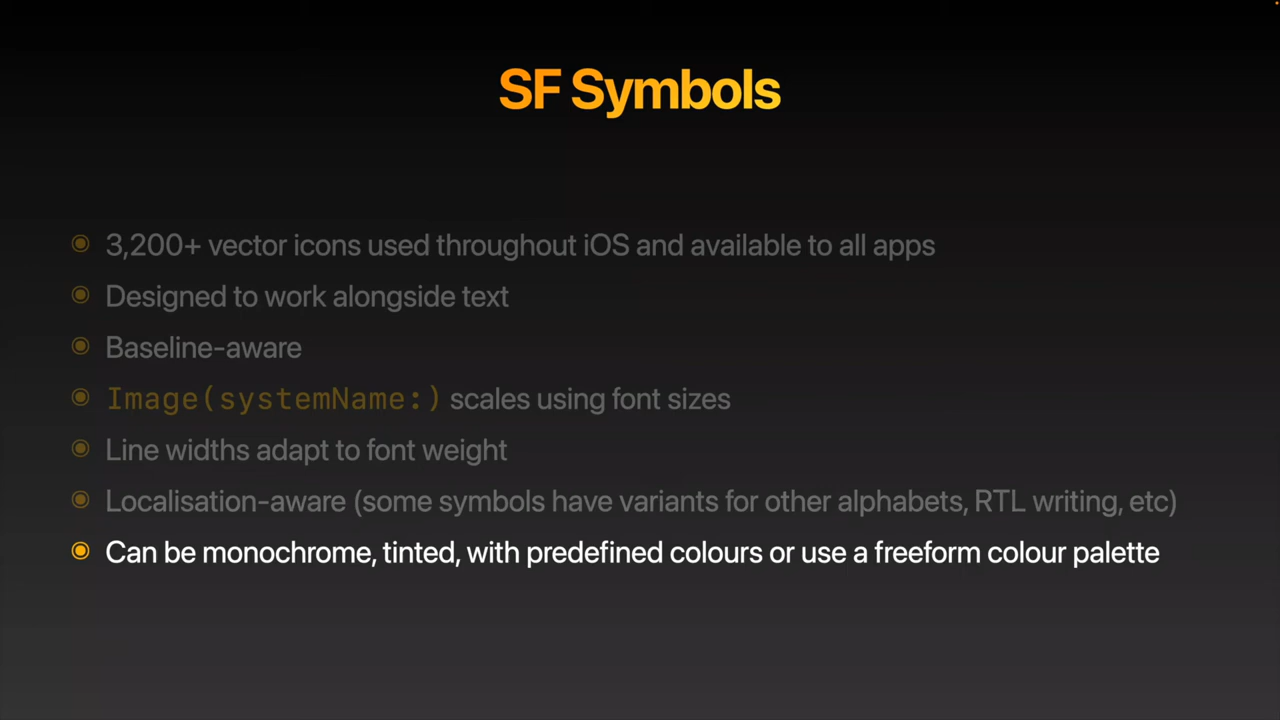 SF Symbols
3,200+ vector icons used throughout iOS and available to all apps
Designed to work alongside text
Baseline-aware
Image(systemName:) scales using font sizes
Line widths adapt to font weight
Localisation-aware (some symbols have variants for other alphabets, RTL writing, etc)
Can be monochrome, tinted, with predefined colours or use a freeform colour palette